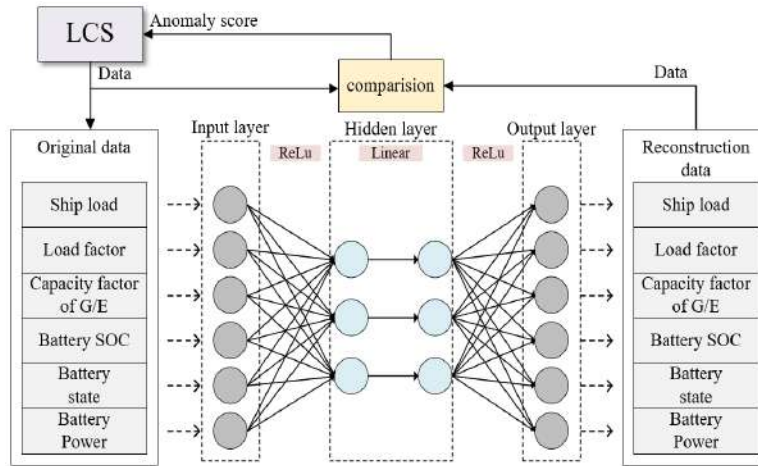 LCS
Anomaly score
Data
comparision
Data
Original data
Input layer
Hidden layer
Output layer
Reconstruction
data
ReLu
Linear
ReLu
Ship load
Load factor
Capacity factor
of G/E
Battery SOC
Battery
state
Battery
Power
Ship load
Load factor
Capacity factor
of G/E
Battery SOC
Battery
state
Battery
Power